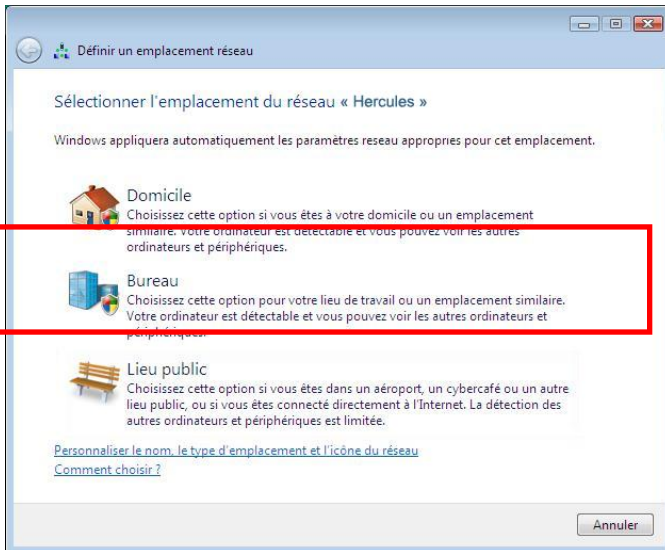 Définir un emplacement réseau
Sélectionner l'emplacement du réseau « Hercules »
Windows appliquera automatiquement les paramètres reseau appropries pour cet emplacement.
Domicile
Choisissez cette option si vous êtes à votre domicile ou un emplacement
similaire. Votre ordinateur est détectable et vous pouvez voir les autres
ordinateurs et périphériques.
Bureau
Choisissez cette option pour votre lieu de travail ou un emplacement similaire.
Votre ordinateur est détectable et vous pouvez voir les autres ordinateurs et
périphériques.
Lieu public
Choisissez cette option si vous êtes dans un aéroport, un cybercafé ou un autre
lieu public, ou si vous êtes connecté directement à l'Internet. La détection des
autres ordinateurs et périphériques est limitée.
Personnaliser le nom, le type d'emplacement et l'icône du réseau
Comment choisir ?
Annuler